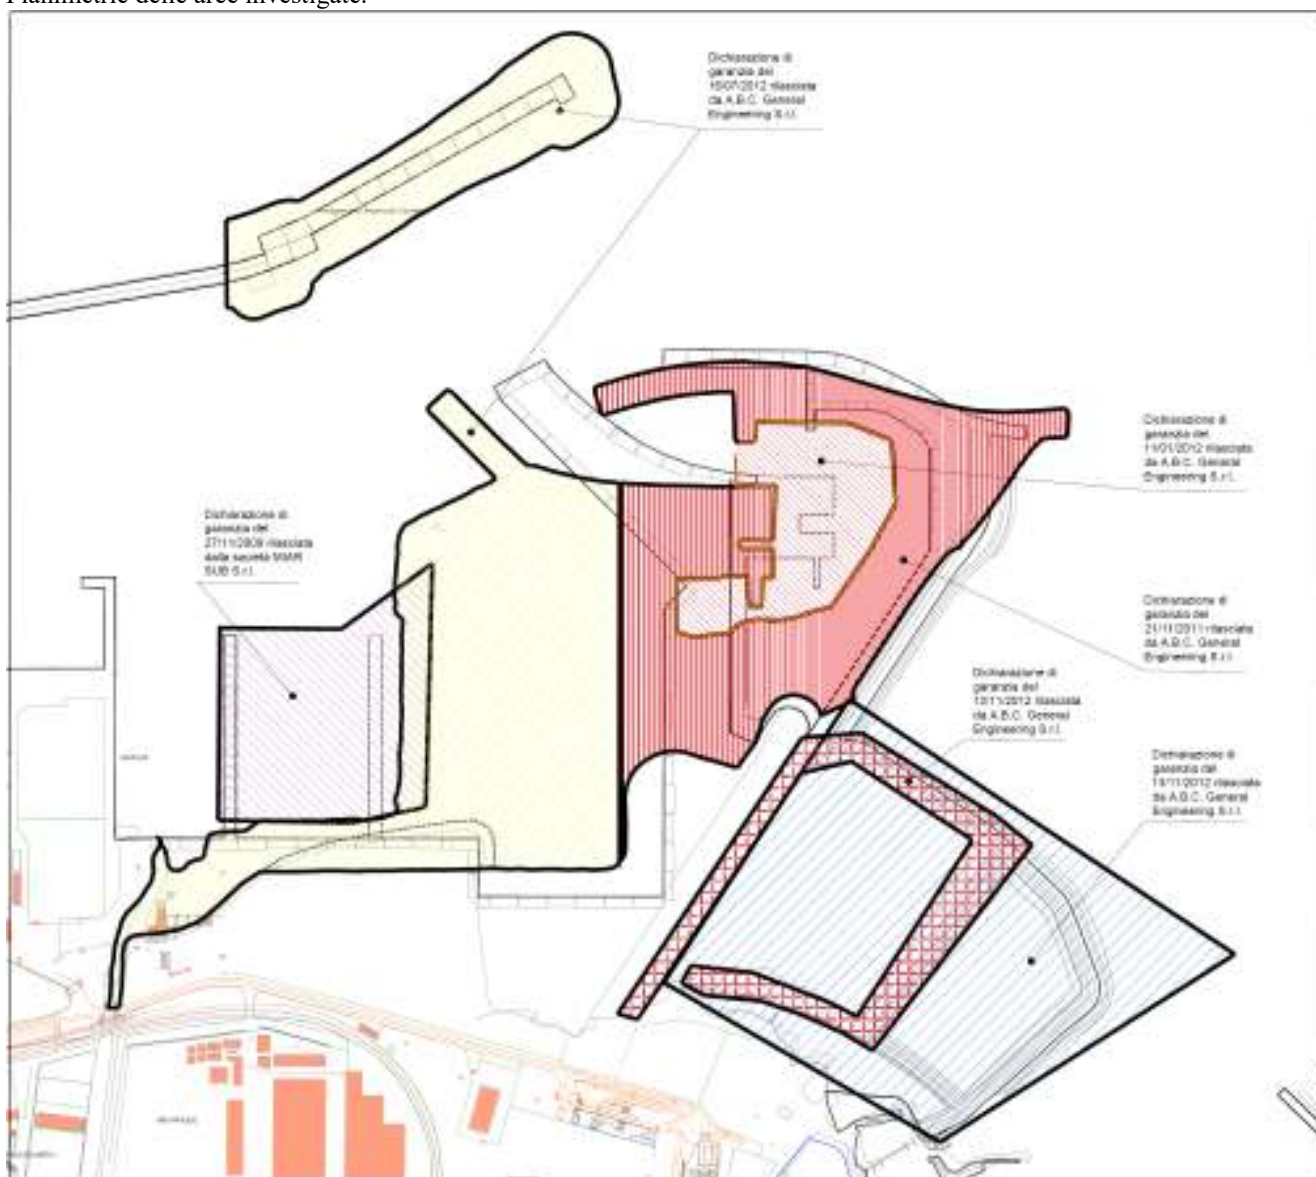 Planimetrie delle aree investigate.
Dichiarazione di
garanzia del
16/07/2012 rilasciata
da A.B.C. General
Engineering S.r.l.
Dichiarazione di
garanzia del
11/01/2012 rilasciata
da A.B.C. General
Engineering S.r.l.
Dichiarazione di
garanzia del
27/11/2009 rilasciata
dalla società MIAR
SUB S.r.l.
Dichiarazione di
garanzia del
21/11/2011 rilasciata
da A.B.C. General
Engineering S.r.l.
Dichiarazione di
garanzia del
rilasciata
da A.B.C. General
Engineering S.r.l.
Dichiarazione di
garanzia del
rilasciata
da A.B.C. General
Engineering S.r.l.